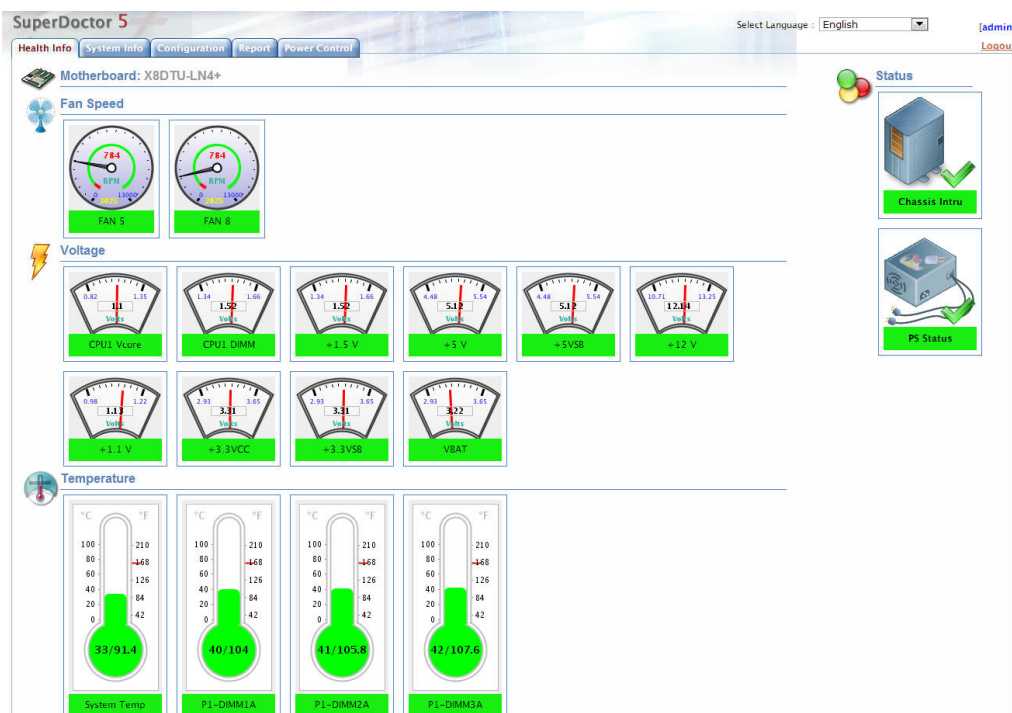 SuperDoctor 5
Select Language : English
[admin
Logou
Health Info System Info Configuration Report Power Control
Motherboard: X8DTU-LN4+
Status
Fan Speed
784 784
RPM RPM
0 13000 0 13000
FAN 5 FAN 8
Chassis Intru
Voltage
0.82 1.35 1.34 1.66 1.34 1.66 4.48 5.54 4.48 5.54 10.71 13.25
1.1 1.52 1.52 5.12 5.12 12.14
Volts Volts Volts Volts Volts Volts
CPU1 Vcore CPU1 DIMM +1.5 V +5 V +5VSB +12 V
PS Status
0.98 1.22 2.93 3.65 2.93 3.65 2.93 3.65
1.13 3.31 3.31 3.22
Volts Volts Volts Volts
+1.1 V +3.3VCC +3.3VSB VBAT
Temperature
°C °F °C °F °C °F °C °F
100 210 100 210 100 210 100 210
80 168 80 168 80 168 80 168
60 126 60 126 60 126 60 126
40 84 40 84 40 84 40 84
20 42 20 42 20 42 20 42
0 0 0 0
33/91.4 40/104 41/105.8 42/107.6
System Temp P1-DIMM1A P1-DIMM2A P1-DIMM3A